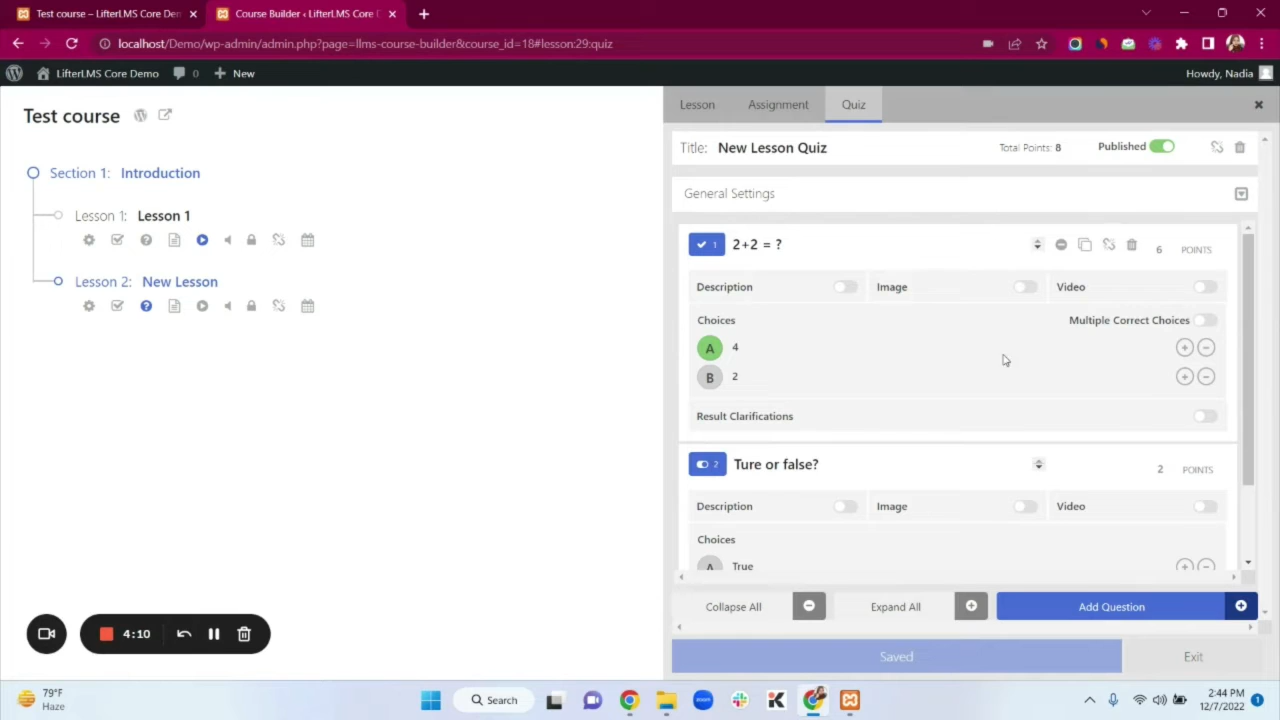 Test course – LifterLMS Core Den
Course Builder ‹ LifterLMS Core D
localhost/Demo/wp-admin/admin.php?page=llms-course-builder&course_id=18#lesson:29:quiz
LifterLMS Core Demo
0
New
Howdy, Nadia
Test course
Section 1: Introduction
Lesson 1: Lesson 1
Lesson 2: New Lesson
Lesson
Assignment
Quiz
Title: New Lesson Quiz
Total Points: 8
Published
General Settings
1
2+2 = ?
6 POINTS
Description
Image
Video
Choices
Multiple Correct Choices
A 4
B 2
Result Clarifications
2
Ture or false?
2 POINTS
Description
Image
Video
Choices
A True
Collapse All
Expand All
Add Question
Saved
Exit
4:10
79°F
Haze
Search
zoom
K
2:44 PM
12/7/2022
1